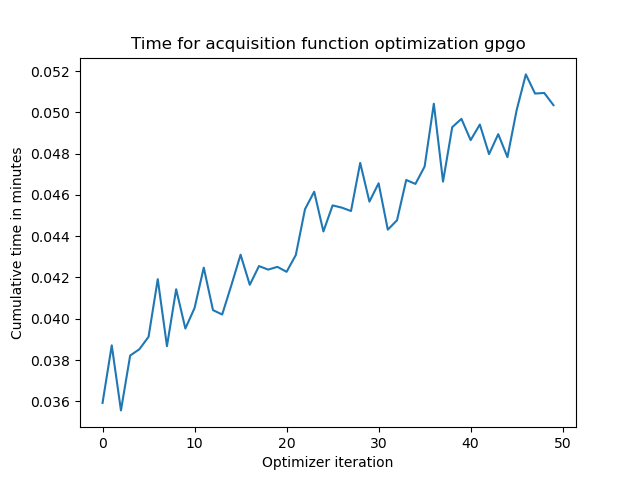 Time for acquisition function optimization gpgo
Cumulative time in minutes
0.052
0.050
0.048
0.046
0.044
0.042
0.040
0.038
0.036
0 10 20 30 40 50
Optimizer iteration